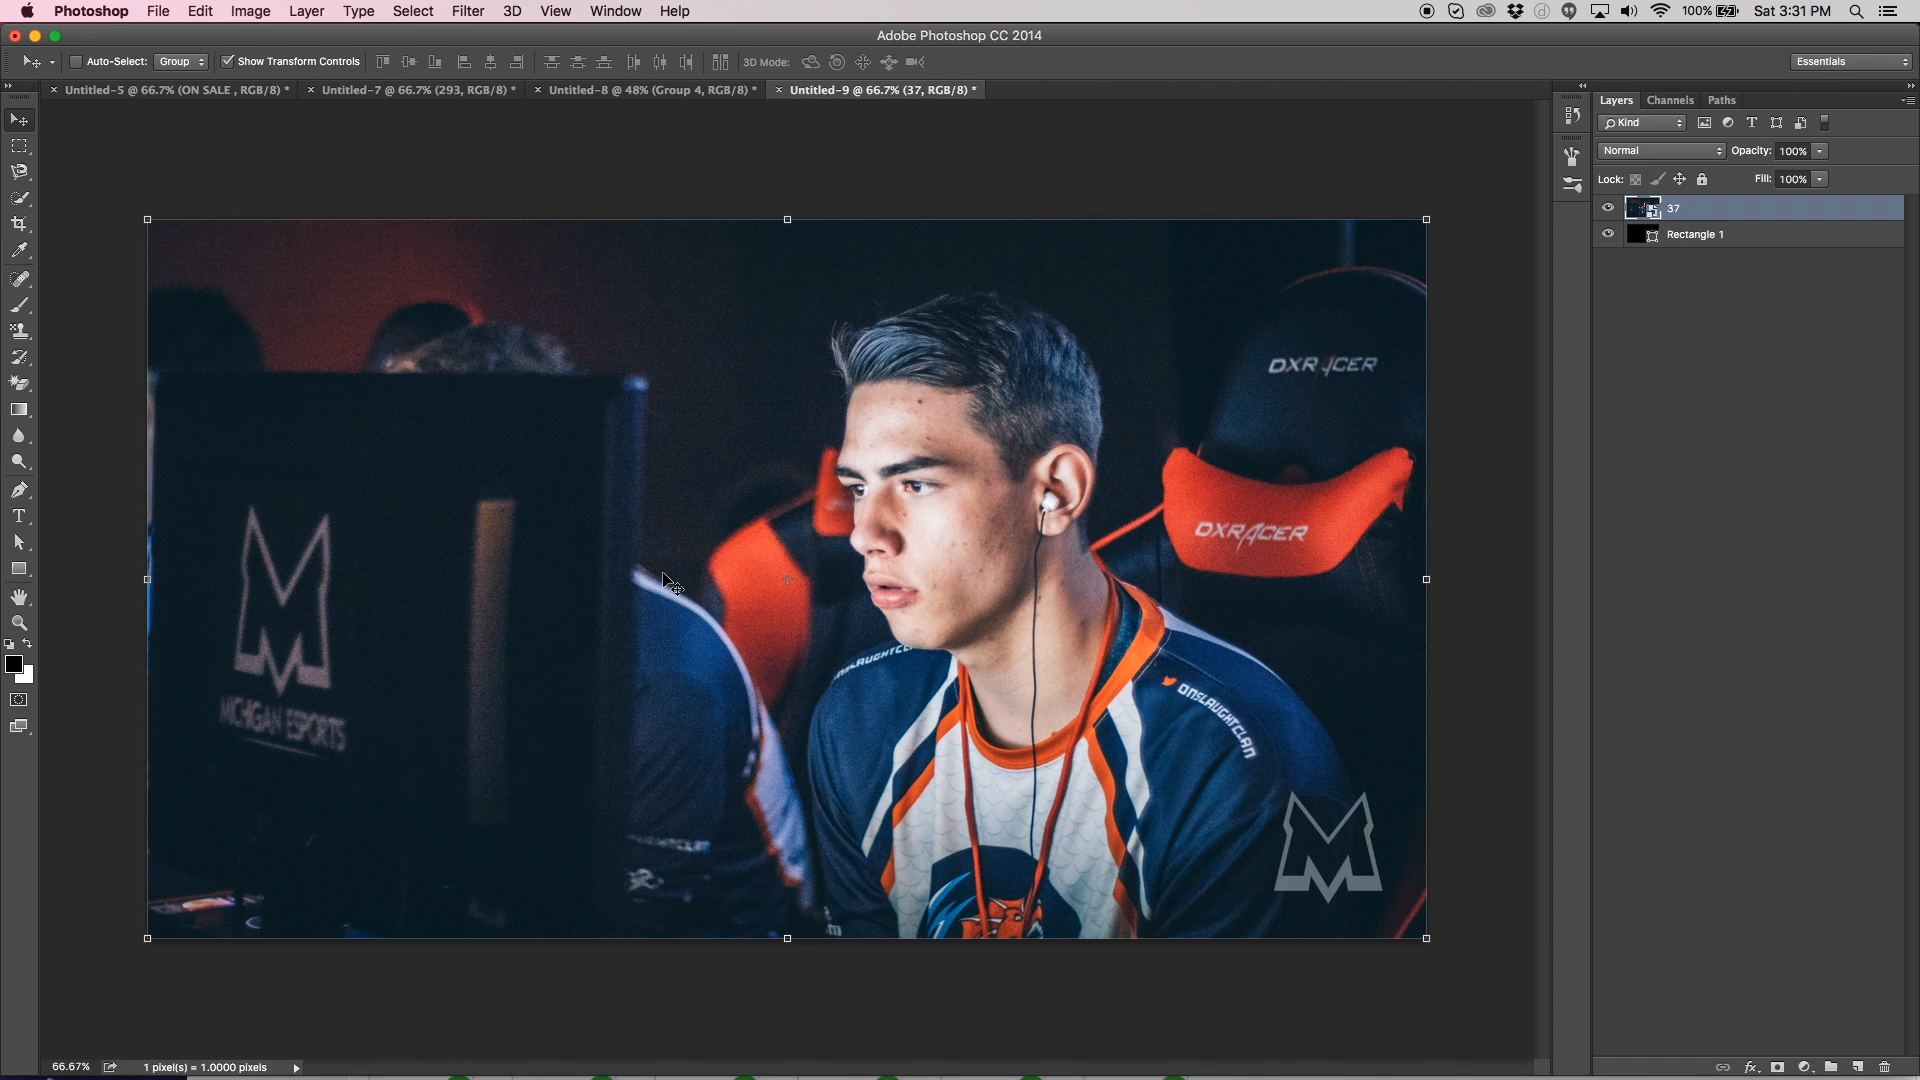 Photoshop File Edit Image Layer Type Select Filter 3D View Window Help 100% Sat 3:31 PM
Adobe Photoshop CC 2014
Auto-Select: Group Show Transform Controls 3D Mode: Essentials
Untitled-5 @ 66.7% (ON SALE , RGB/8) * Untitled-7 @ 66.7% (293, RGB/8) * Untitled-8 @ 48% (Group 4, RGB/8) * Untitled-9 @ 66.7% (37, RGB/8) *
Layers Channels Paths
Kind
Normal Opacity: 100%
Lock: Fill: 100%
37
Rectangle 1
DXRACER
DXRACER
MICHIGAN ESPORTS
ONSLAUGHTCLAN
66.67% 1 pixel(s) = 1.0000 pixels